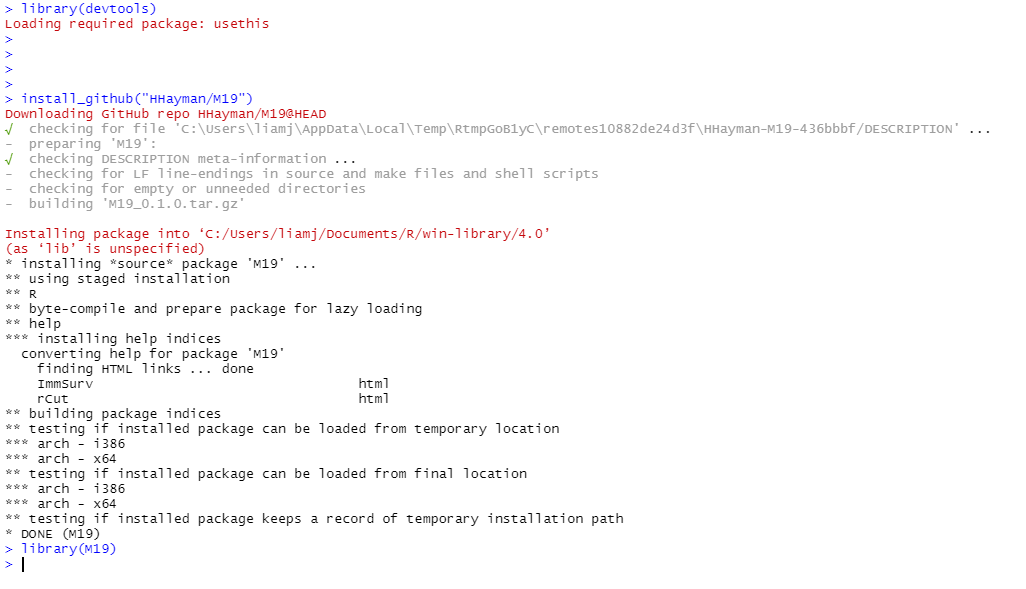 > library(devtools)
Loading required package: usethis
>
>
>
>
> install_github("HHayman/M19")
Downloading GitHub repo HHayman/M19@HEAD
√  checking for file 'C:\Users\liamj\AppData\Local\Temp\RtmpGoB1yC\remotes10882de24d3f\HHayman-M19-436bbbf/DESCRIPTION' ...
-  preparing 'M19':
√  checking DESCRIPTION meta-information ...
-  checking for LF line-endings in source and make files and shell scripts
-  checking for empty or unneeded directories
-  building 'M19_0.1.0.tar.gz'
Installing package into ‘C:/Users/liamj/Documents/R/win-library/4.0’
(as ‘lib’ is unspecified)
* installing *source* package 'M19' ...
** using staged installation
** R
** byte-compile and prepare package for lazy loading
** help
*** installing help indices
  converting help for package 'M19'
    finding HTML links ... done
    ImmSurv                                 html
    rCut                                    html
** building package indices
** testing if installed package can be loaded from temporary location
*** arch - i386
*** arch - x64
** testing if installed package can be loaded from final location
*** arch - i386
*** arch - x64
** testing if installed package keeps a record of temporary installation path
* DONE (M19)
> library(M19)
>